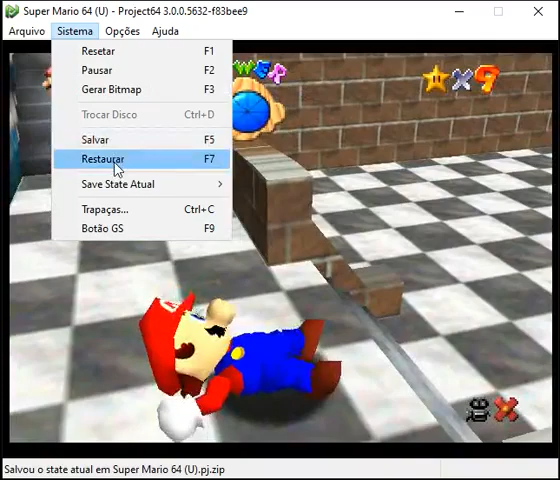 Super Mario 64 (U) - Project64 3.0.0.5632-f83bee9
Arquivo Sistema Opções Ajuda
Resetar F1
Pausar F2
Gerar Bitmap F3
Trocar Disco Ctrl+D
Salvar F5
Restaurar F7
Save State Atual
Trapaças... Ctrl+C
Botão GS F9
WER
×9
Salvou o state atual em Super Mario 64 (U).pj.zip